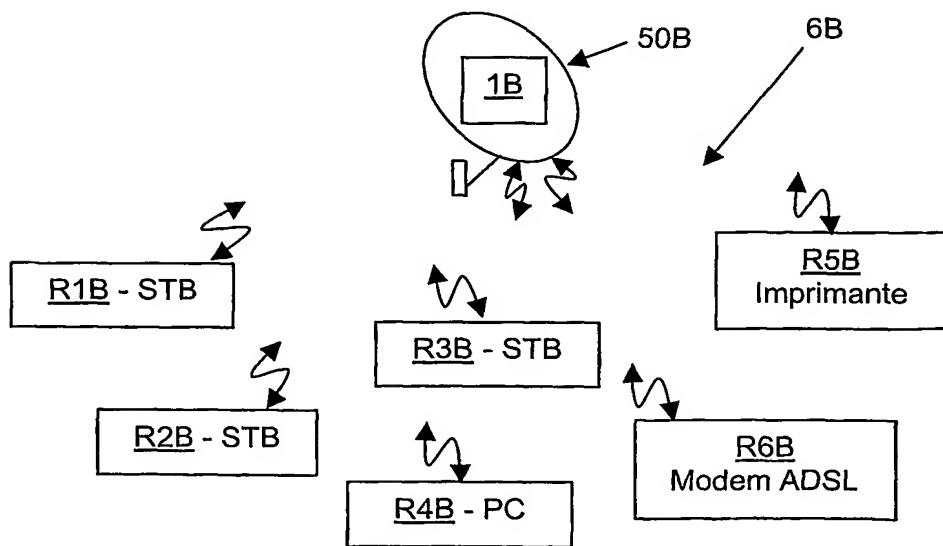 50B
6B
1B
R5B
Imprimante
R1B - STB
R3B - STB
R2B - STB
R6B
Modem ADSL
R4B - PC